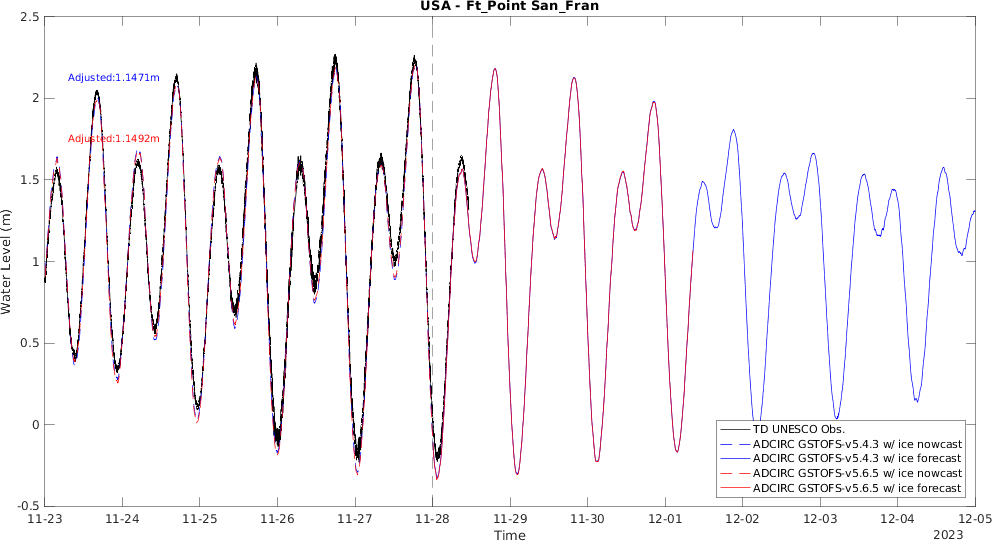 USA - Ft_Point San_Fran
2.5
2
1.5
1
0.5
0
-0.5
Water Level (m)
Adjusted:1.1471m
Adjusted:1.1492m
TD UNESCO Obs.
ADCIRC GSTOFS-v5.4.3 w/ ice nowcast
ADCIRC GSTOFS-v5.4.3 w/ ice forecast
ADCIRC GSTOFS-v5.6.5 w/ ice nowcast
ADCIRC GSTOFS-v5.6.5 w/ ice forecast
11-23 11-24 11-25 11-26 11-27 11-28 11-29 11-30 12-01 12-02 12-03 12-04 12-05
Time
2023